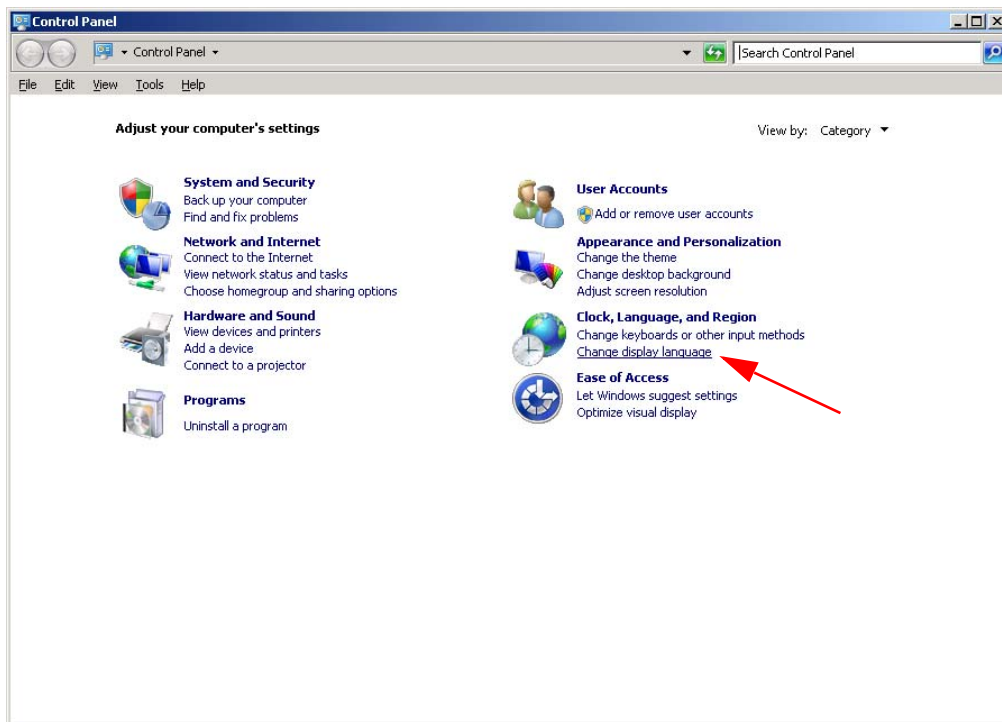 Control Panel
Control Panel
Search Control Panel
File Edit View Tools Help
Adjust your computer's settings
View by: Category
System and Security
Back up your computer
Find and fix problems
Network and Internet
Connect to the Internet
View network status and tasks
Choose homegroup and sharing options
Hardware and Sound
View devices and printers
Add a device
Connect to a projector
Programs
Uninstall a program
User Accounts
Add or remove user accounts
Appearance and Personalization
Change the theme
Change desktop background
Adjust screen resolution
Clock, Language, and Region
Change keyboards or other input methods
Change display language
Ease of Access
Let Windows suggest settings
Optimize visual display